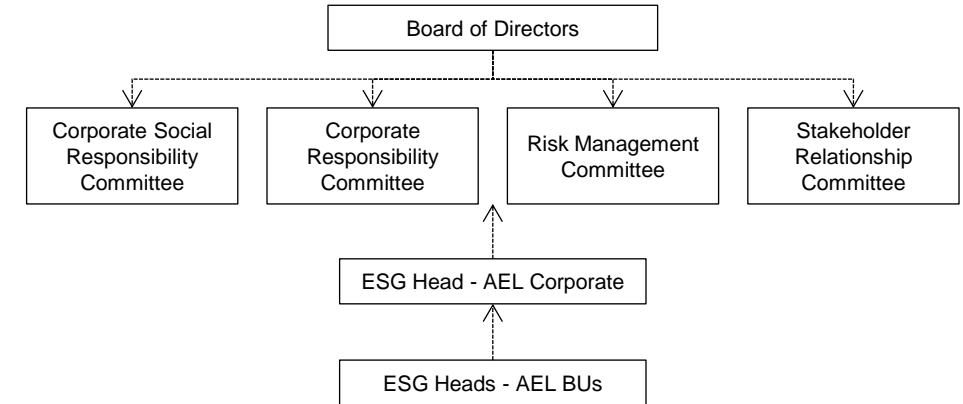 Board of Directors
Corporate Social
Responsibility
Committee
Corporate
Responsibility
Committee
Risk Management
Committee
Stakeholder
Relationship
Committee
ESG Head - AEL Corporate
ESG Heads - AEL BUs